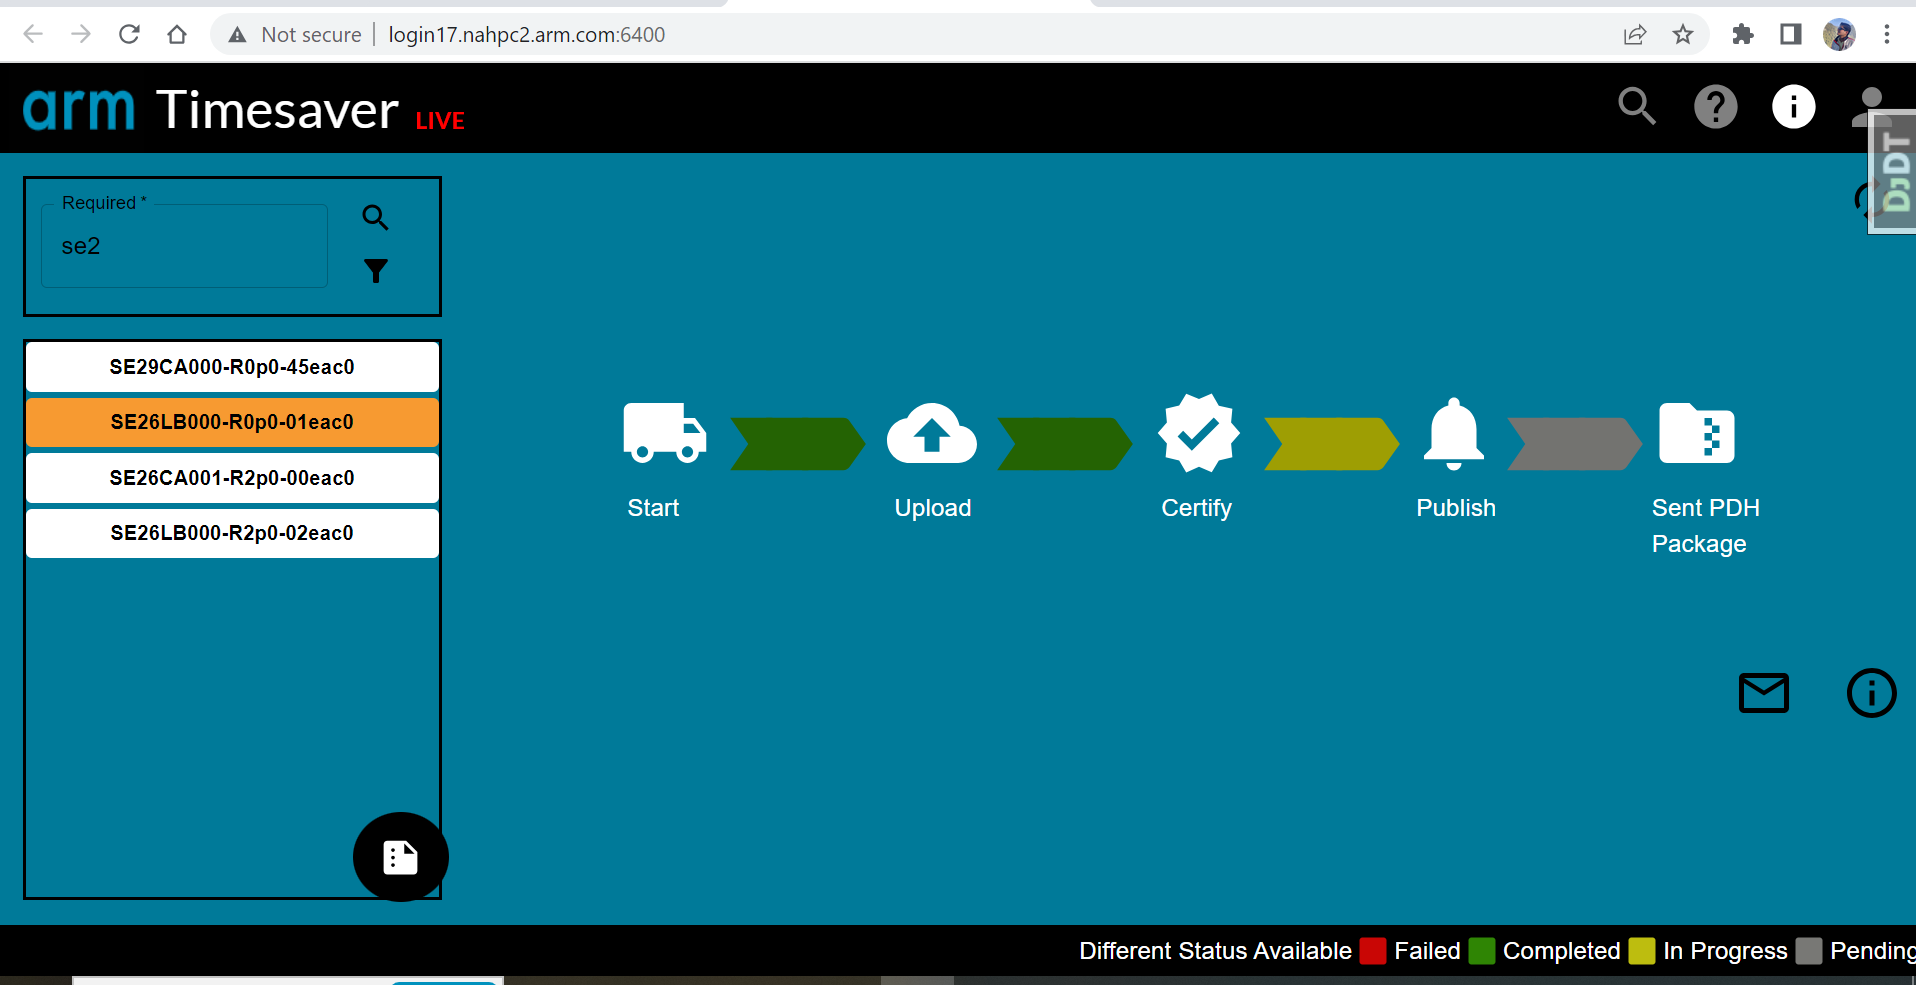 Not secure | login17.nahpc2.arm.com:6400
arm Timesaver LIVE
DJDT
Required *
se2
SE29CA000-R0p0-45eac0
SE26LB000-R0p0-01eac0
SE26CA001-R2p0-00eac0
SE26LB000-R2p0-02eac0
Start
Upload
Certify
Publish
Sent PDH
Package
Different Status Available Failed Completed In Progress Pending